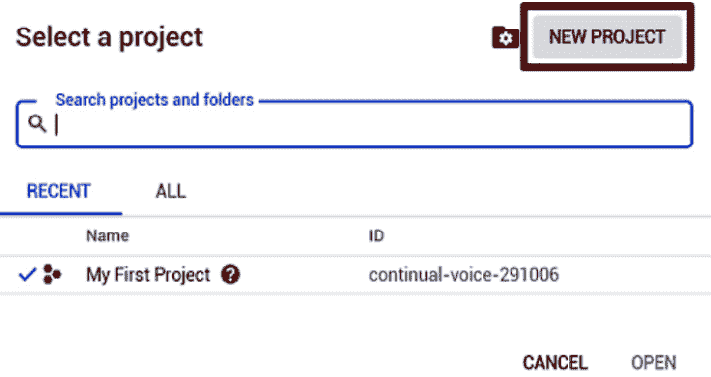 Select a project
NEW PROJECT
Search projects and folders
RECENT ALL
Name ID
My First Project ? continual-voice-291006
CANCEL OPEN